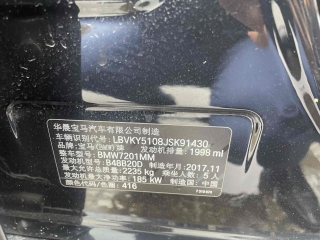 华晨宝马汽车有限公司制造
车辆识别代号: LBVKY5108JSK91430
品牌: 宝马(BMW)牌 发动机排量: 1998 ml
整车型号: BMW7201MM
发动机型号: B48B20D 制造年月: 2017.11
最大允许总质量: 2235 kg 乘坐人数: 5 人
发动机最大净功率: 185 kW 制造国: 中国
颜色代码/色车: 416